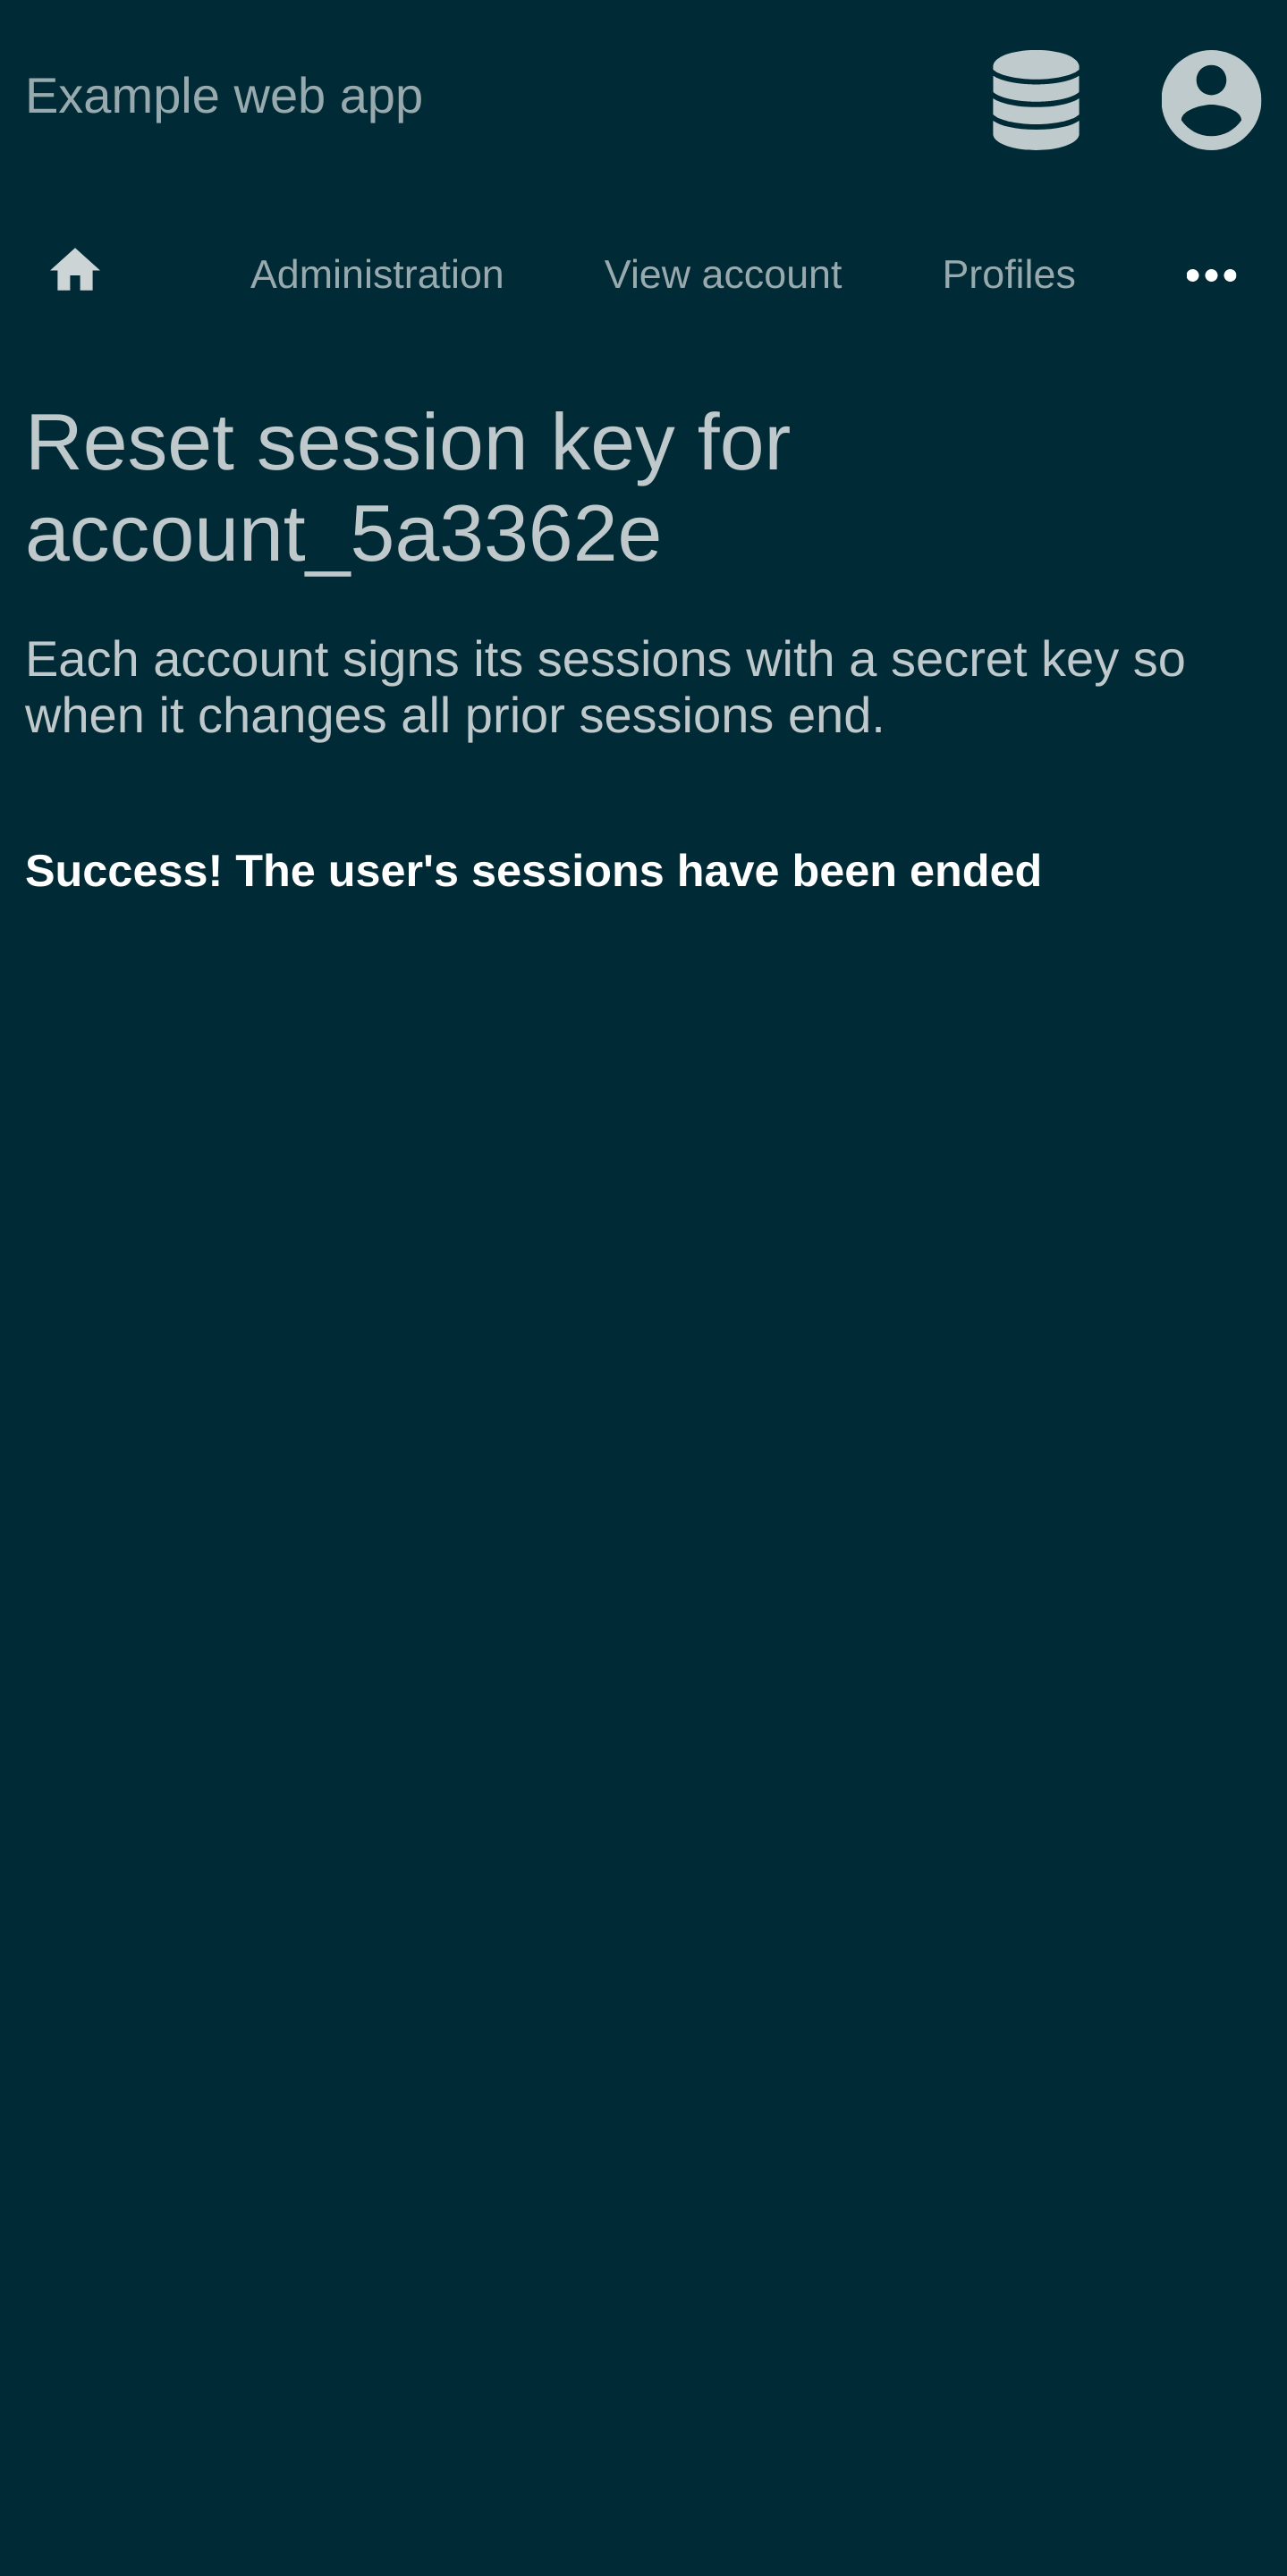 Example web app
Administration View account Profiles
Reset session key for
account_5a3362e
Each account signs its sessions with a secret key so
when it changes all prior sessions end.
Success! The user's sessions have been ended